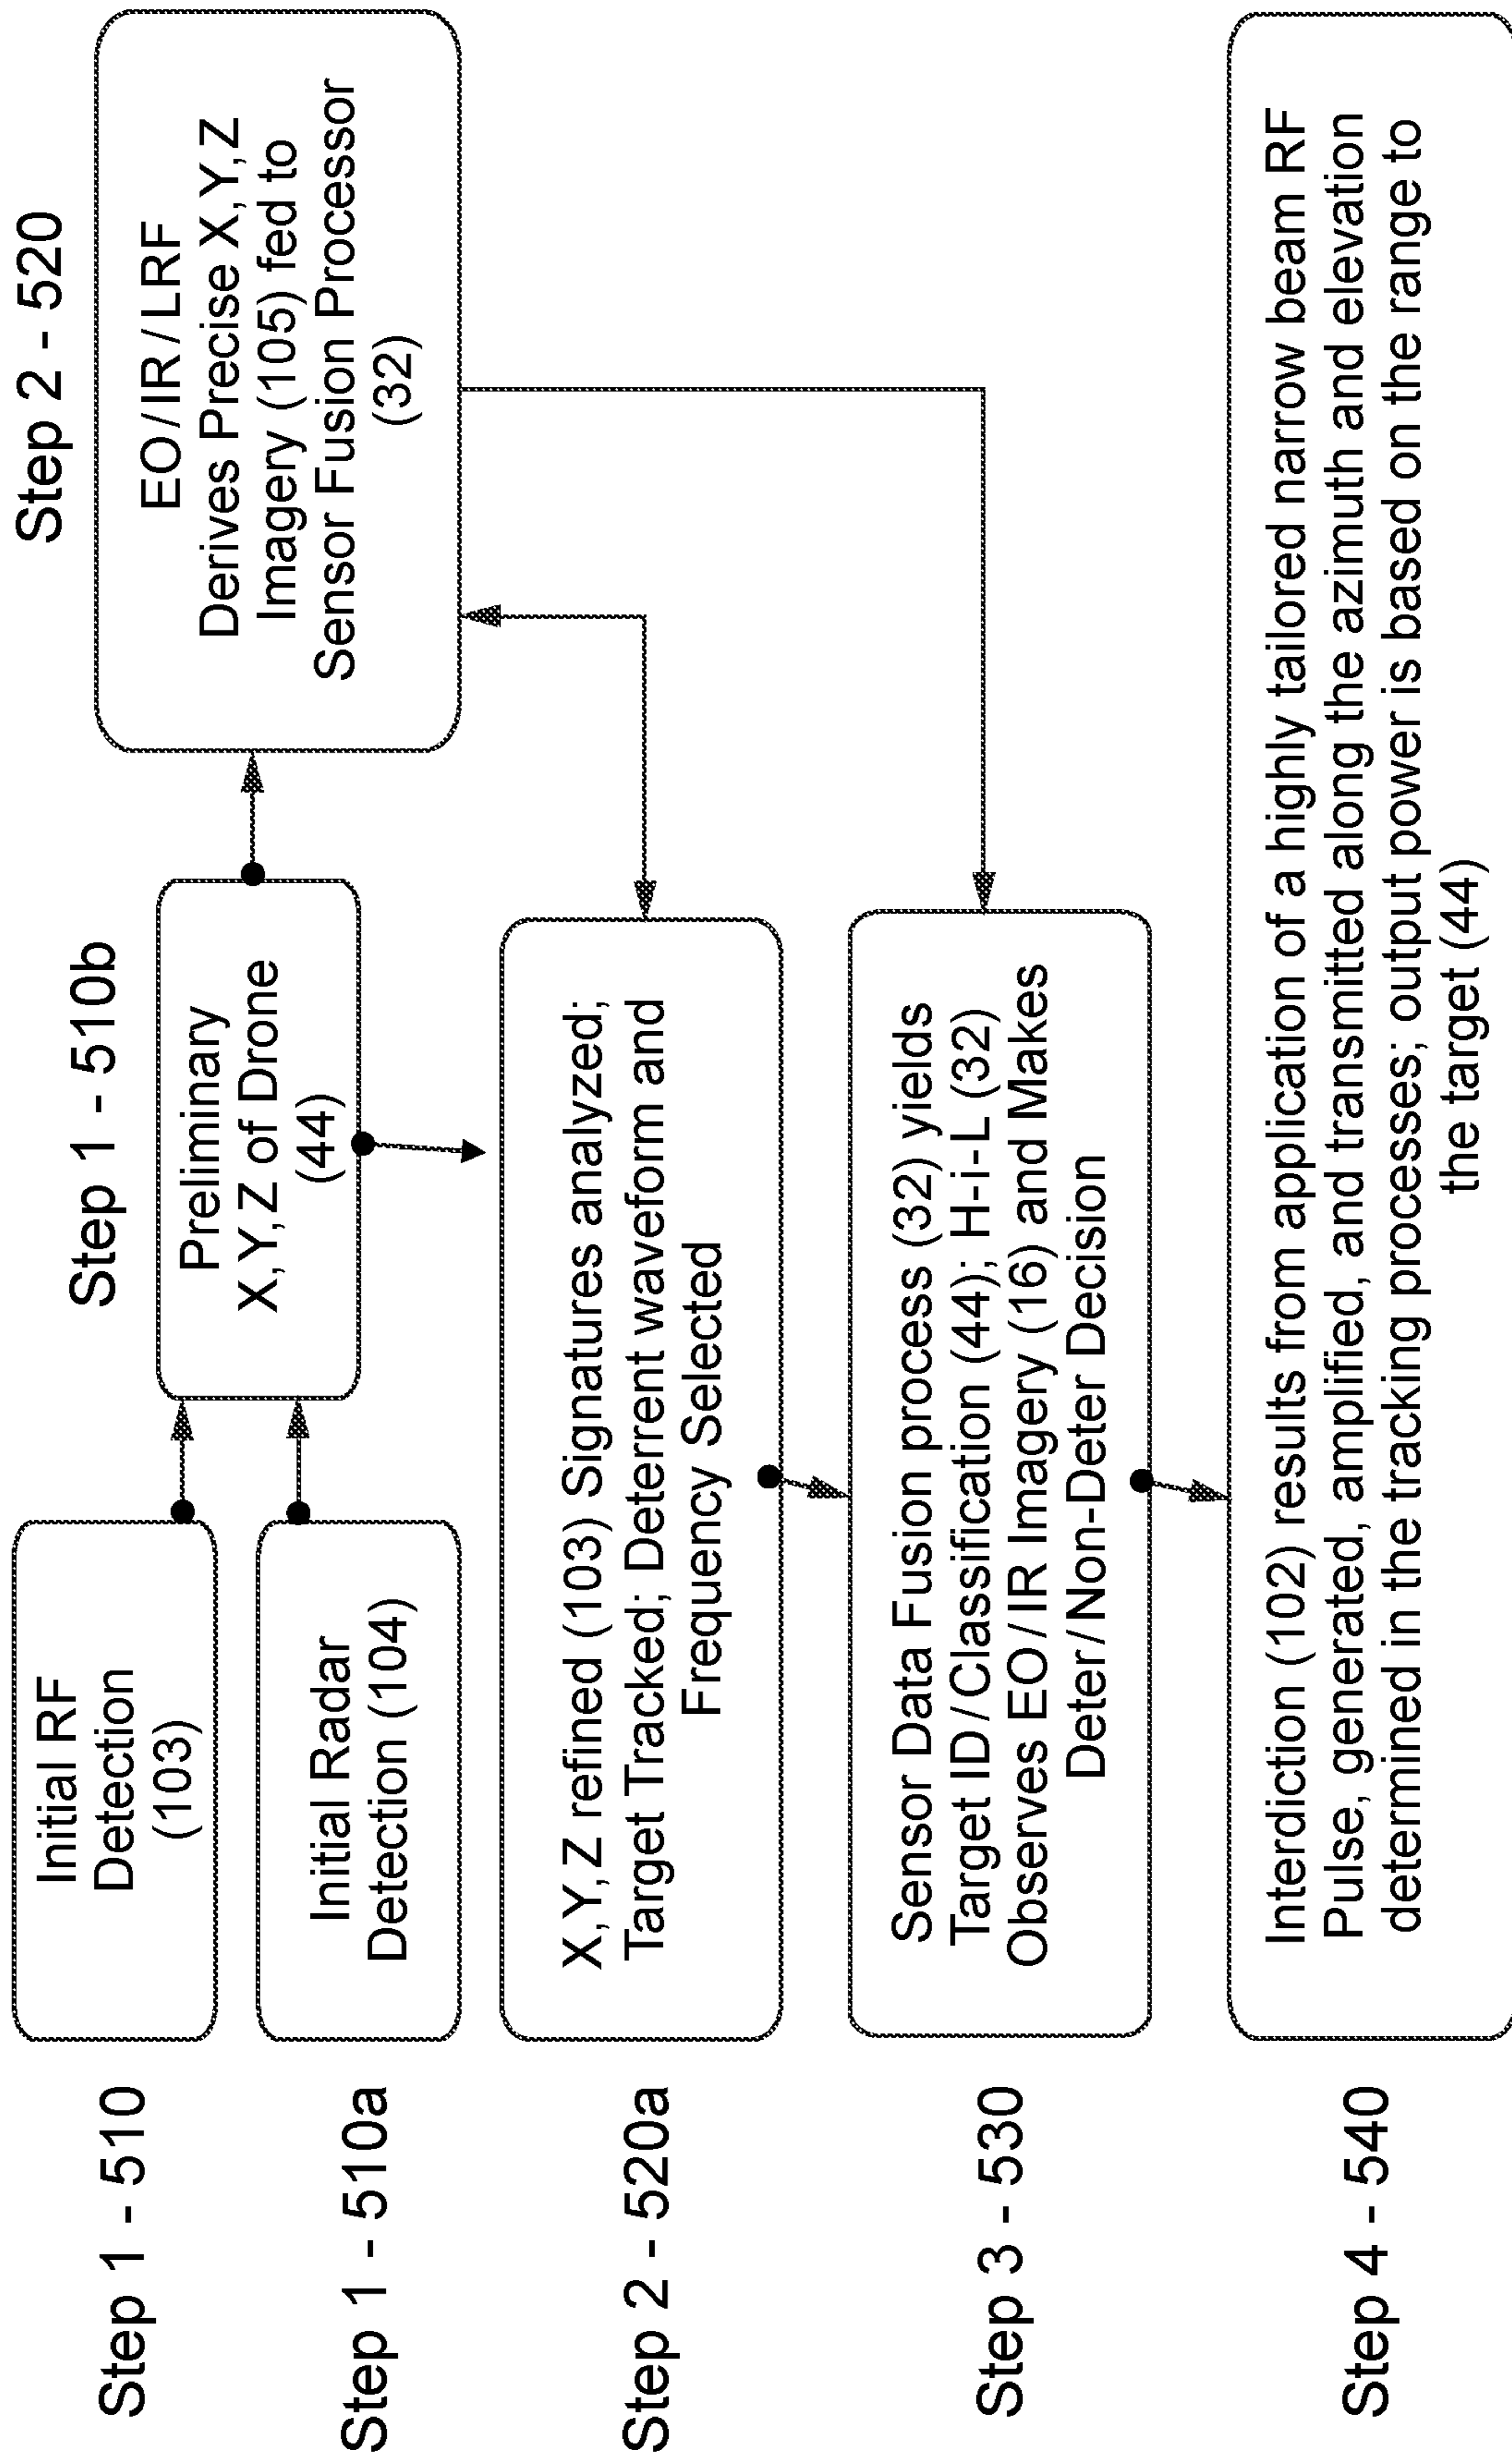 Step 1 - 510
Initial RF
Detection
(103)
Step 1 - 510a
Initial Radar
Detection (104)
Step 1 - 510b
Preliminary
X,Y,Z of Drone
(44)
Step 2 - 520
EO/IR/LRF
Derives Precise X,Y,Z
Imagery (105) fed to
Sensor Fusion Processor
(32)
Step 2 - 520a
X,Y,Z refined (103) Signatures analyzed;
Target Tracked; Deterrent waveform and
Frequency Selected
Step 3 - 530
Sensor Data Fusion process (32) yields
Target ID/Classification (44); H-i-L (32)
Observes EO/IR Imagery (16) and Makes
Deter/Non-Deter Decision
Step 4 - 540
Interdiction (102) results from application of a highly tailored narrow beam RF
Pulse, generated, amplified, and transmitted along the azimuth and elevation
determined in the tracking processes; output power is based on the range to
the target (44)